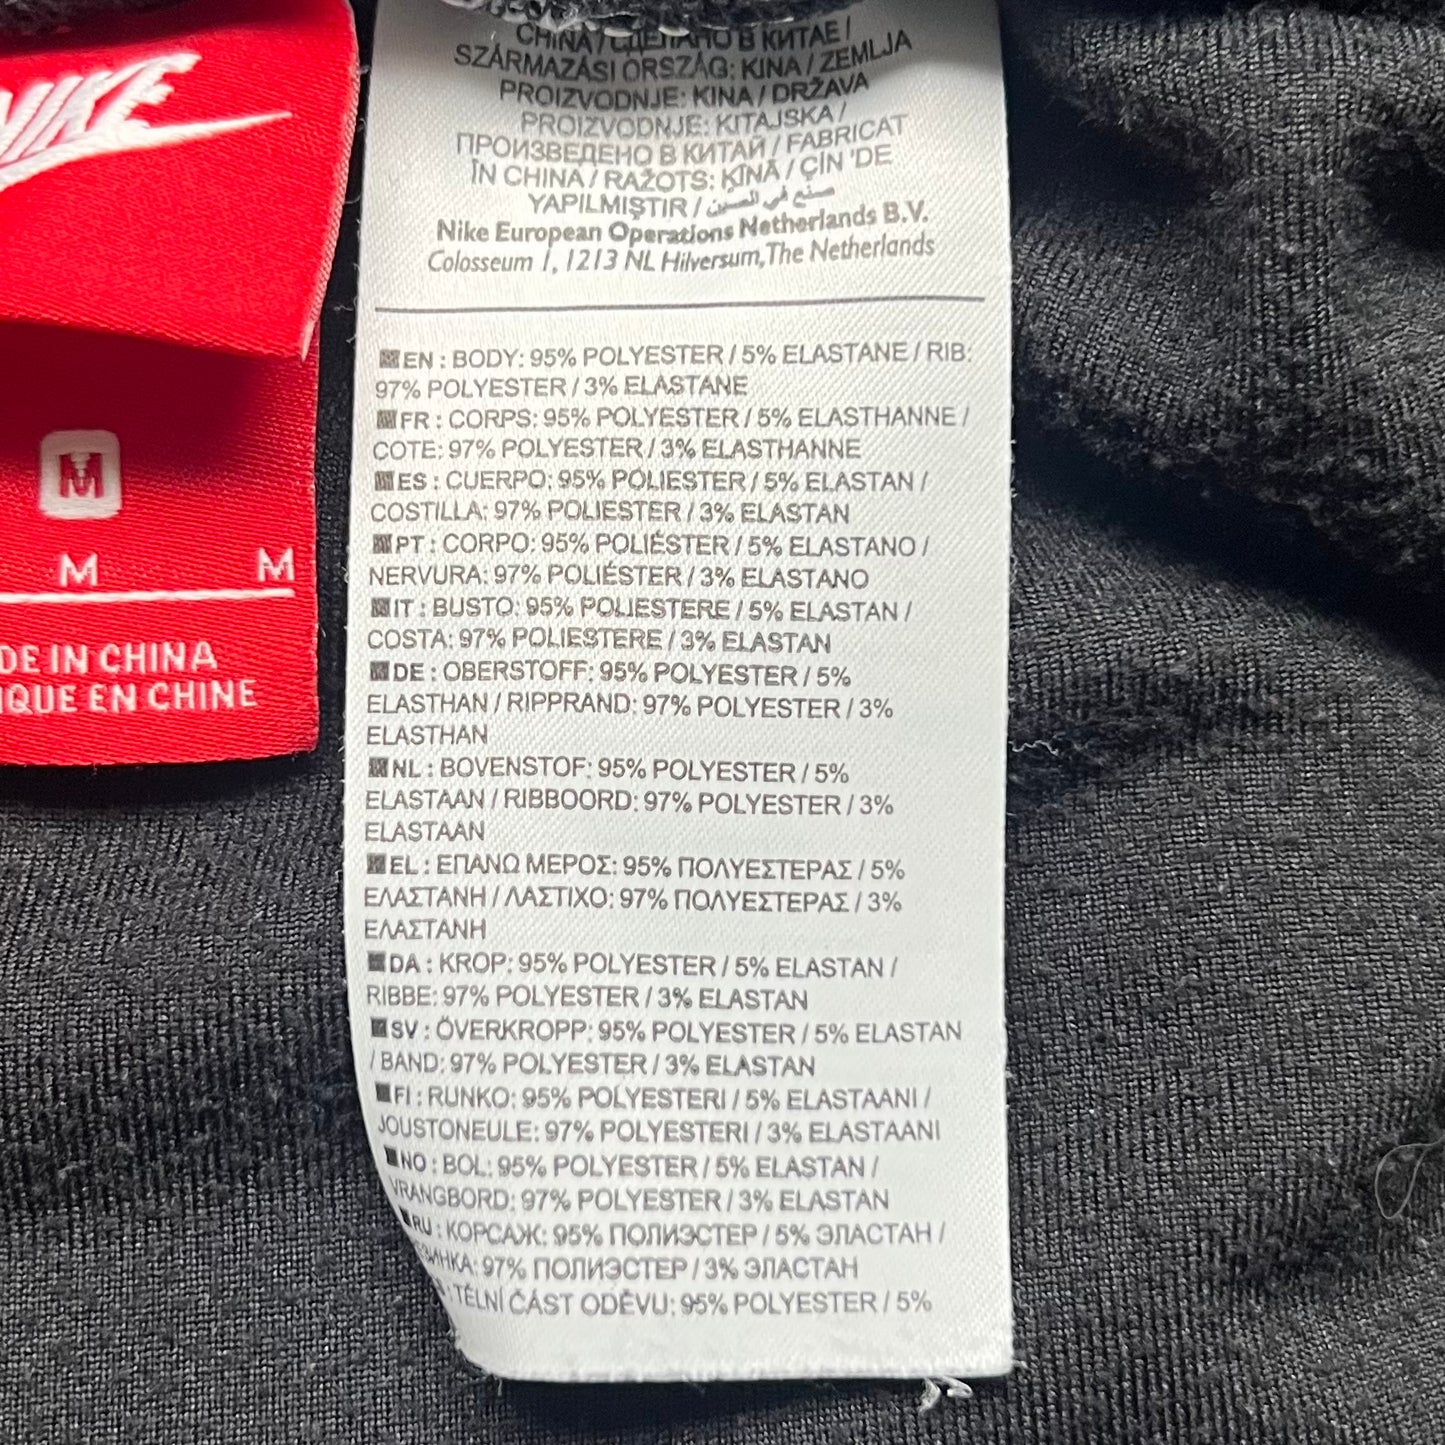 NIKE
M
M M
DE IN CHINA
IQUE EN CHINE
CHINA / СДЕЛАНО В КИТАЕ /
SZÁRMAZÁSI ORSZÁG: KINA / ZEMLJA
PROIZVODNJE: KINA / DRŽAVA
PROIZVODNJE: KITAJSKA /
ПРОИЗВЕДЕНО В КИТАЙ / FABRICAT
ÎN CHINA / RAŽOTS: ĶĪNĀ / ÇİN 'DE
YAPILMIŞTIR / صنع في الصين
Nike European Operations Netherlands B.V.
Colosseum 1, 1213 NL Hilversum, The Netherlands
EN : BODY: 95% POLYESTER / 5% ELASTANE / RIB:
97% POLYESTER / 3% ELASTANE
FR : CORPS: 95% POLYESTER / 5% ELASTHANNE /
COTE: 97% POLYESTER / 3% ELASTHANNE
ES : CUERPO: 95% POLIESTER / 5% ELASTAN /
COSTILLA: 97% POLIESTER / 3% ELASTAN
PT : CORPO: 95% POLIÉSTER / 5% ELASTANO /
NERVURA: 97% POLIÉSTER / 3% ELASTANO
IT : BUSTO: 95% POLIESTERE / 5% ELASTAN /
COSTA: 97% POLIESTERE / 3% ELASTAN
DE : OBERSTOFF: 95% POLYESTER / 5%
ELASTHAN / RIPPRAND: 97% POLYESTER / 3%
ELASTHAN
NL : BOVENSTOF: 95% POLYESTER / 5%
ELASTAAN / RIBBOORD: 97% POLYESTER / 3%
ELASTAAN
EL : ΕΠΑΝΩ ΜΕΡΟΣ: 95% ΠΟΛΥΕΣΤΕΡΑΣ / 5%
ΕΛΑΣΤΑΝΗ / ΛΑΣΤΙΧΟ: 97% ΠΟΛΥΕΣΤΕΡΑΣ / 3%
ΕΛΑΣΤΑΝΗ
DA : KROP: 95% POLYESTER / 5% ELASTAN /
RIBBE: 97% POLYESTER / 3% ELASTAN
SV : ÖVERKROPP: 95% POLYESTER / 5% ELASTAN
/ BAND: 97% POLYESTER / 3% ELASTAN
FI : RUNKO: 95% POLYESTERI / 5% ELASTAANI /
JOUSTONEULE: 97% POLYESTERI / 3% ELASTAANI
NO : BOL: 95% POLYESTER / 5% ELASTAN /
VRANGBORD: 97% POLYESTER / 3% ELASTAN
RU : КОРСАЖ: 95% ПОЛИЭСТЕР / 5% ЭЛАСТАН /
97% ПОЛИЭСТЕР / 3% ЭЛАСТАН
: TĚLNÍ ČÁST ODĚVU: 95% POLYESTER / 5%